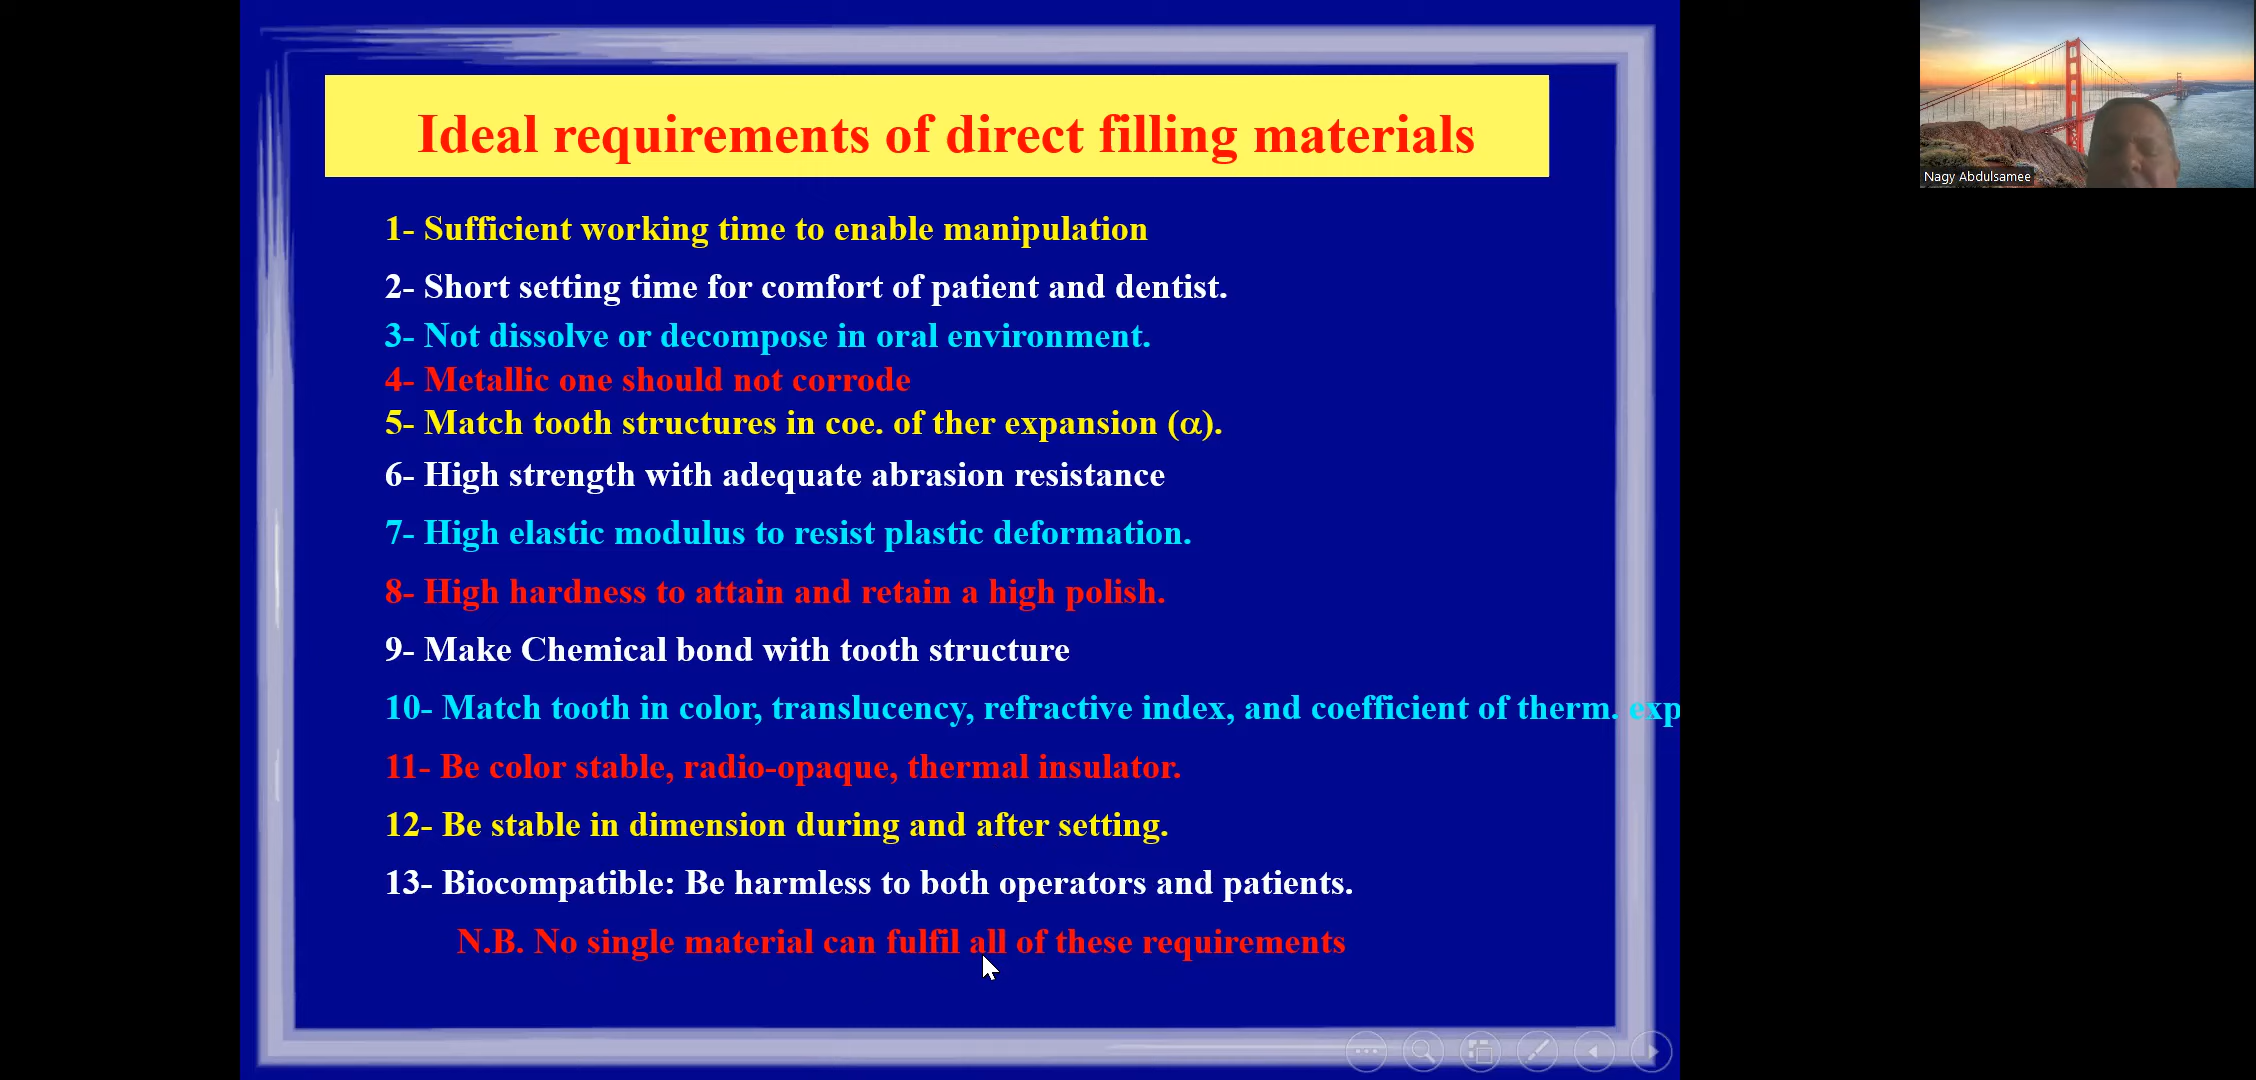 Ideal requirements of direct filling materials
1- Sufficient working time to enable manipulation
2- Short setting time for comfort of patient and dentist.
3- Not dissolve or decompose in oral environment.
4- Metallic one should not corrode
5- Match tooth structures in coe. of ther expansion (α).
6- High strength with adequate abrasion resistance
7- High elastic modulus to resist plastic deformation.
8- High hardness to attain and retain a high polish.
9- Make Chemical bond with tooth structure
10- Match tooth in color, translucency, refractive index, and coefficient of therm. exp
11- Be color stable, radio-opaque, thermal insulator.
12- Be stable in dimension during and after setting.
13- Biocompatible: Be harmless to both operators and patients.
N.B. No single material can fulfil all of these requirements
Nagy Abdulsamee